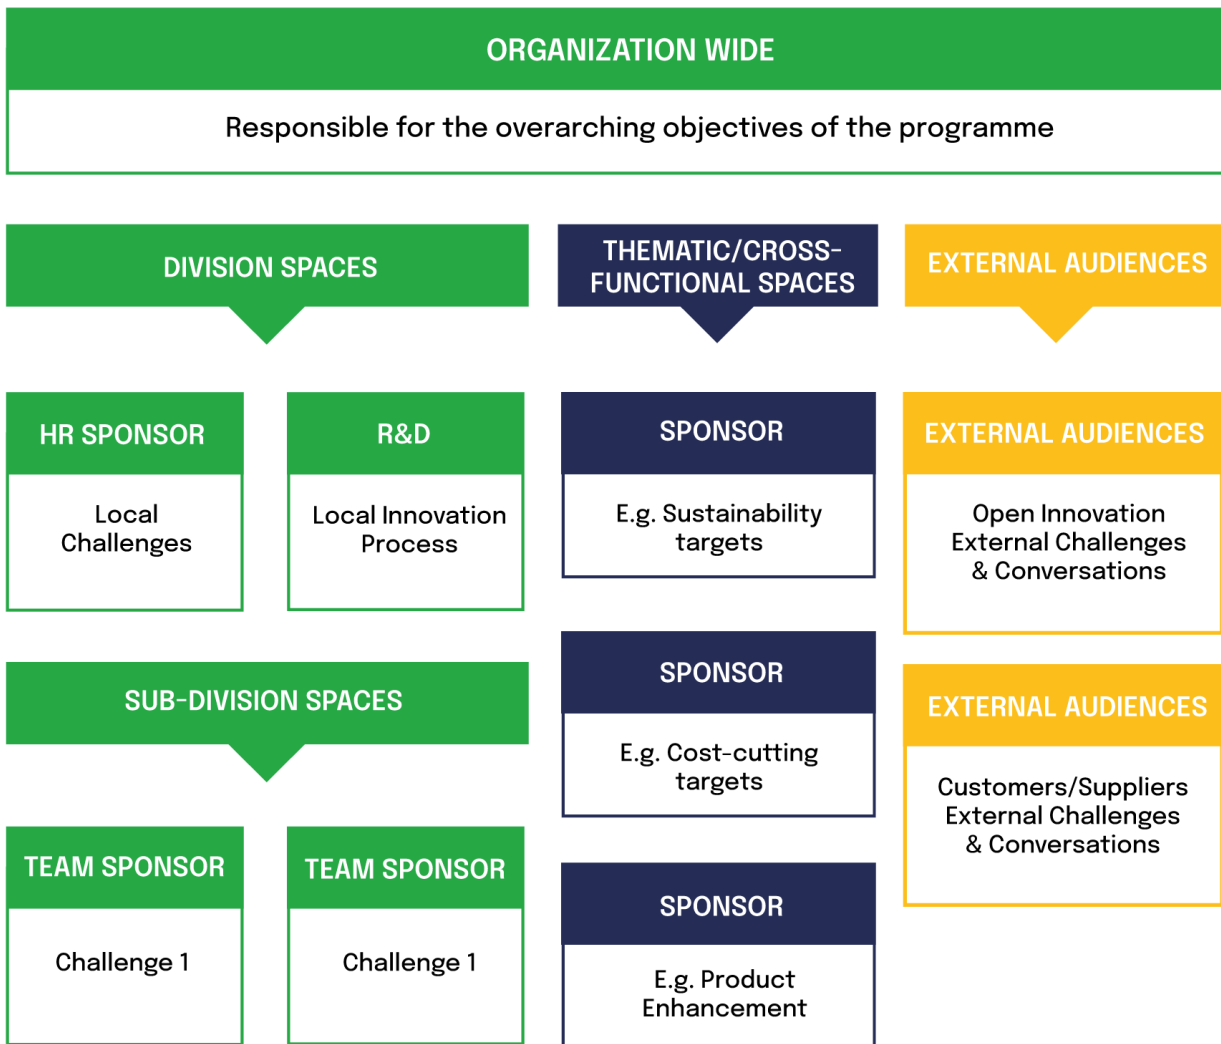 ORGANIZATION WIDE
Responsible for the overarching objectives of the programme
DIVISION SPACES
HR SPONSOR
Local
Challenges
R&D
Local Innovation
Process
SUB-DIVISION SPACES
TEAM SPONSOR
Challenge 1
TEAM SPONSOR
Challenge 1
THEMATIC/CROSS-
FUNCTIONAL SPACES
SPONSOR
E.g. Sustainability
targets
SPONSOR
E.g. Cost-cutting
targets
SPONSOR
E.g. Product
Enhancement
EXTERNAL AUDIENCES
EXTERNAL AUDIENCES
Open Innovation
External Challenges
& Conversations
EXTERNAL AUDIENCES
Customers/Suppliers
External Challenges
& Conversations